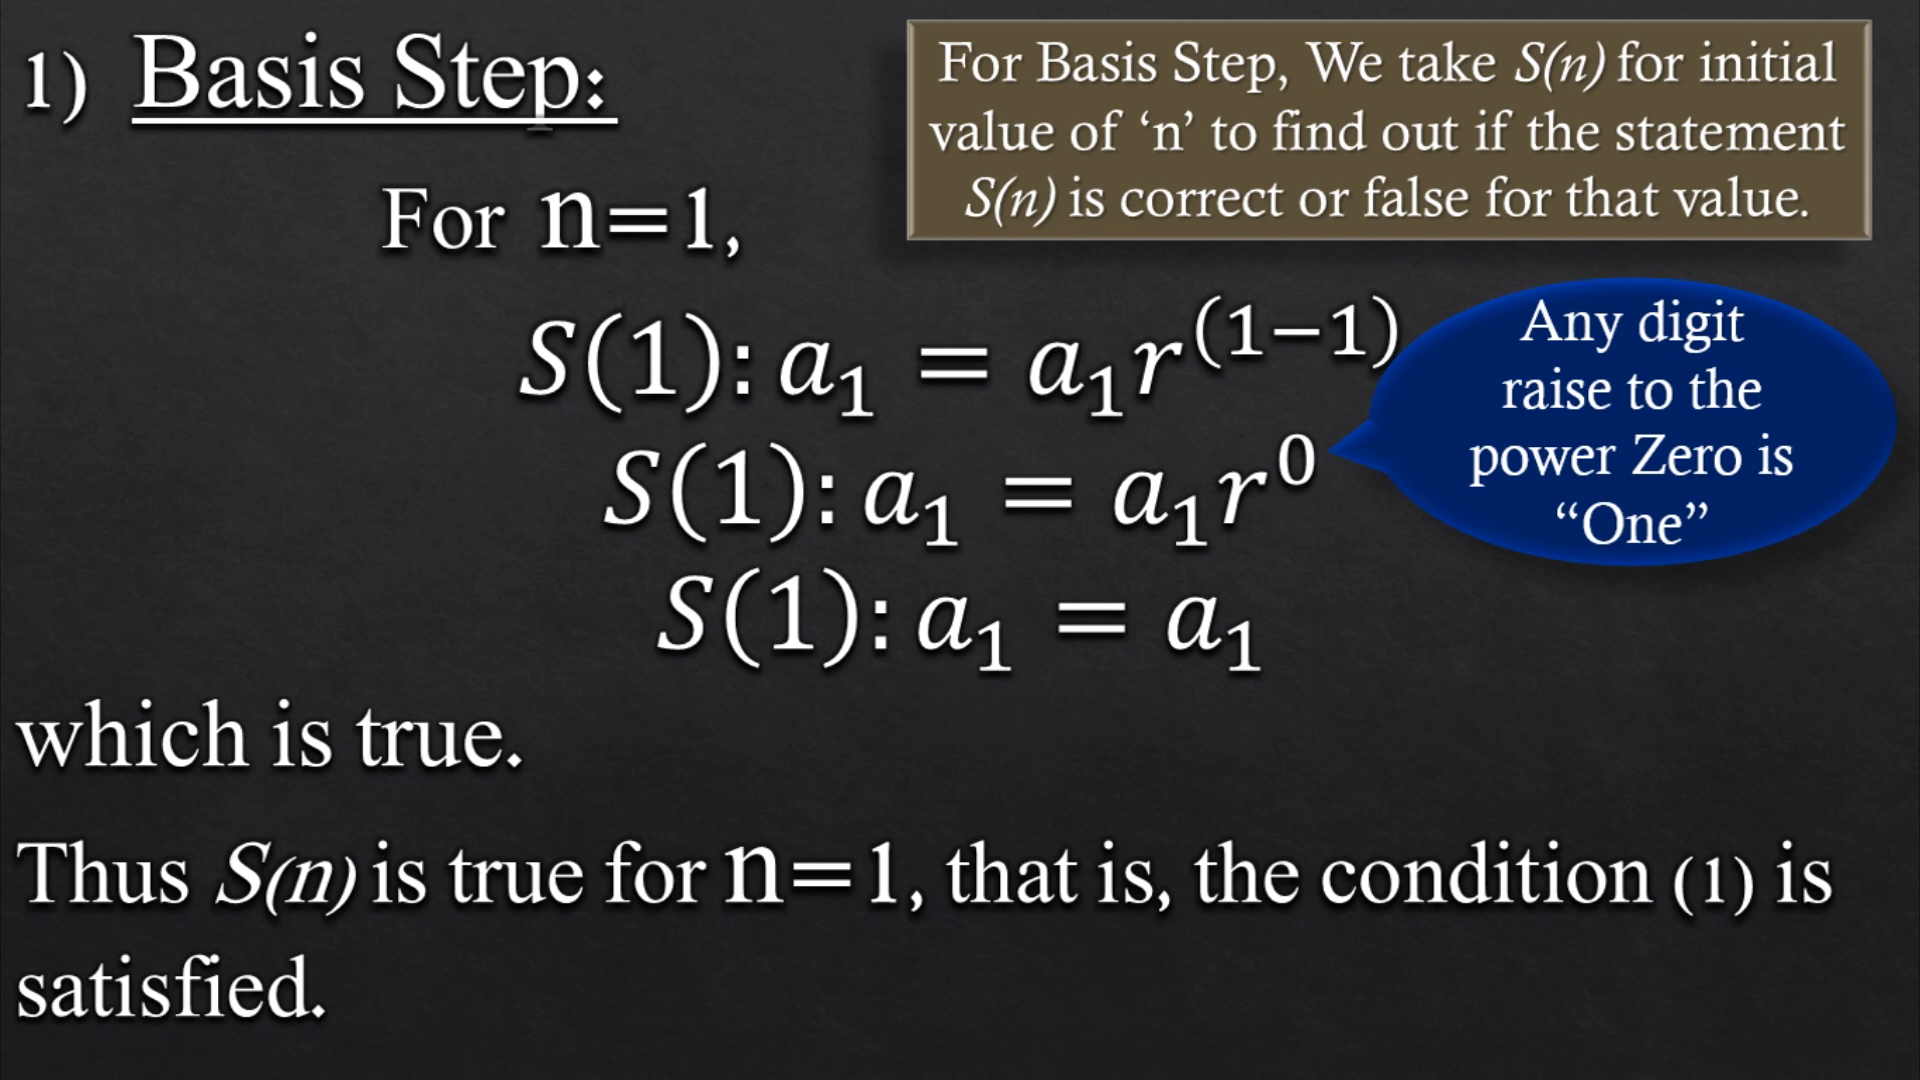 1) Basis Step:
For Basis Step, We take S(n) for initial
value of ‘n’ to find out if the statement
S(n) is correct or false for that value.
For n=1,
S(1): a₁ = a₁r⁽¹⁻¹⁾
Any digit
raise to the
power Zero is
“One”
S(1): a₁ = a₁r⁰
S(1): a₁ = a₁
which is true.
Thus S(n) is true for n=1, that is, the condition (1) is
satisfied.